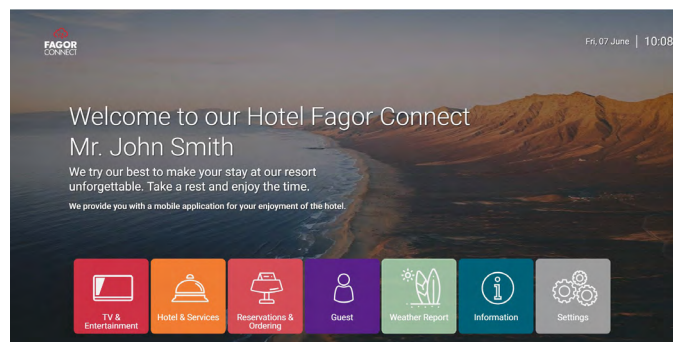 FAGOR
CONNECT
Fri, 07 June | 10:08
Welcome to our Hotel Fagor Connect
Mr. John Smith
We try our best to make your stay at our resort
unforgettable. Take a rest and enjoy the time.
We provide you with a mobile application for your enjoyment of the hotel.
TV &
Entertainment
Hotel & Services
Reservations &
Ordering
Guest
Weather Report
Information
Settings